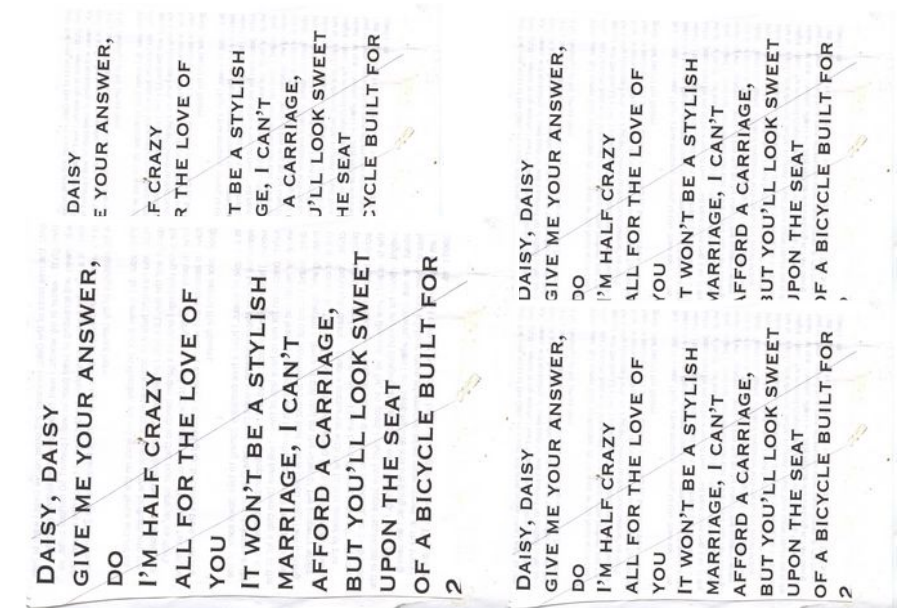 DAISY, DAISY
GIVE ME YOUR ANSWER,
DO
I'M HALF CRAZY
ALL FOR THE LOVE OF
YOU
IT WON'T BE A STYLISH
MARRIAGE, I CAN'T
AFFORD A CARRIAGE,
BUT YOU'LL LOOK SWEET
UPON THE SEAT
OF A BICYCLE BUILT FOR
2
DAISY
YOUR ANSWER,
CRAZY
THE LOVE OF
BE A STYLISH
I CAN'T
A CARRIAGE,
LOOK SWEET
SEAT
BUILT FOR
DAISY, DAISY
GIVE ME YOUR ANSWER,
DO
I'M HALF CRAZY
ALL FOR THE LOVE OF
YOU
IT WON'T BE A STYLISH
MARRIAGE, I CAN'T
AFFORD A CARRIAGE,
BUT YOU'LL LOOK SWEET
UPON THE SEAT
OF A BICYCLE BUILT FOR
2
DAISY, DAISY
GIVE ME YOUR ANSWER,
DO
I'M HALF CRAZY
ALL FOR THE LOVE OF
YOU
WON'T BE A STYLISH
MARRIAGE, I CAN'T
AFFORD A CARRIAGE,
BUT YOU'LL LOOK SWEET
UPON THE SEAT
OF A BICYCLE BUILT FOR